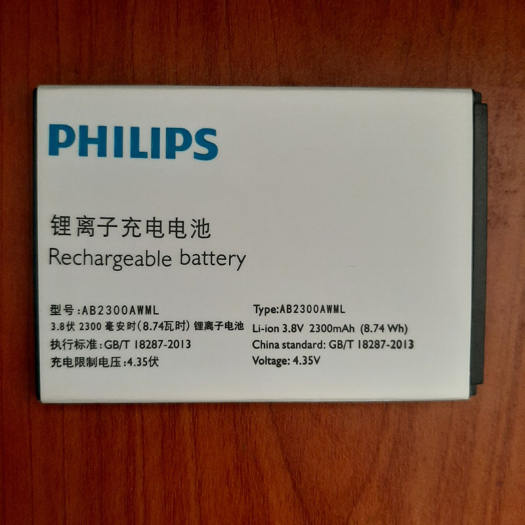 PHILIPS
锂离子充电电池
Rechargeable battery
型号:AB2300AWML
3.8伏 2300 毫安时(8.74瓦时) 锂离子电池
执行标准:GB/T 18287-2013
充电限制电压:4.35伏
Type:AB2300AWML
Li-ion 3.8V 2300mAh (8.74 Wh)
China standard: GB/T 18287-2013
Voltage: 4.35V